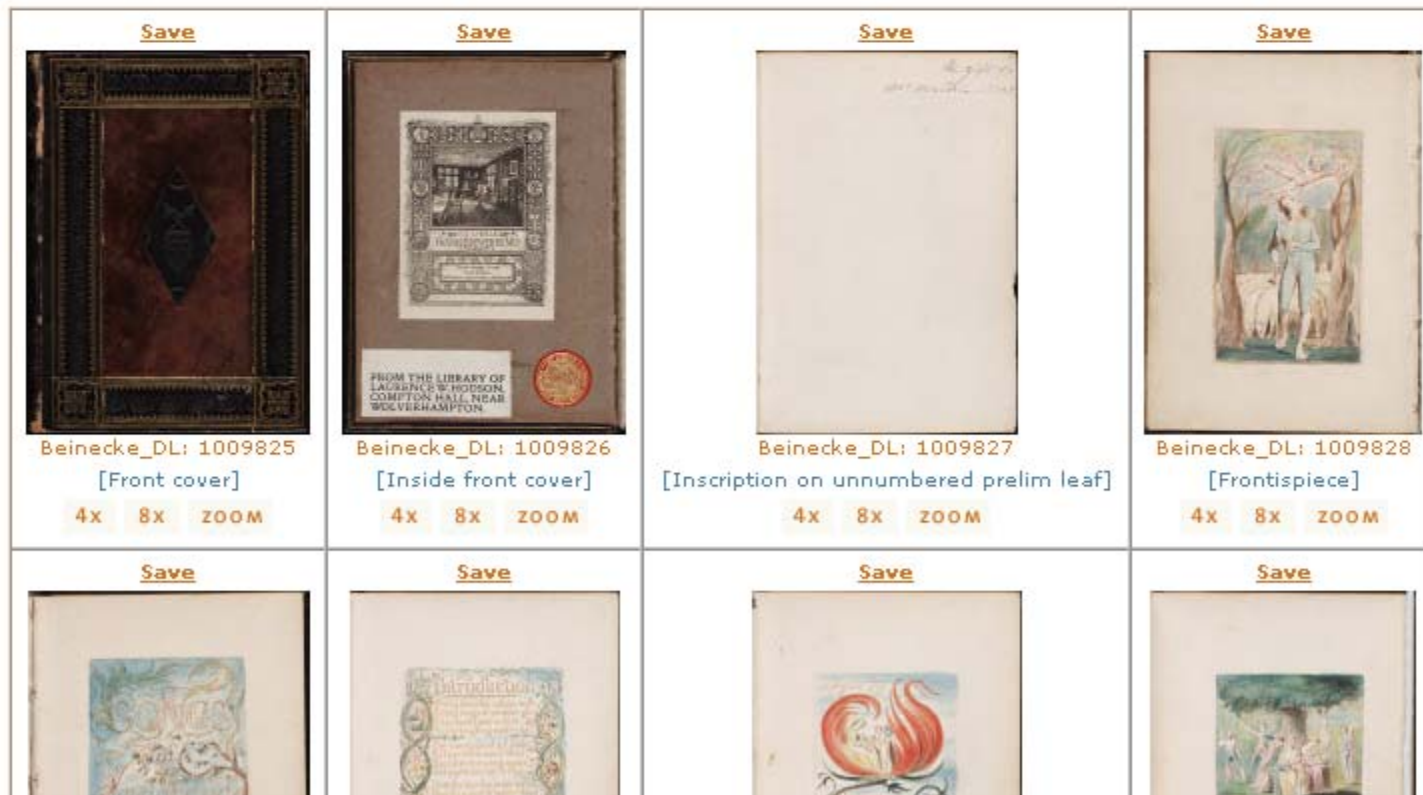 Save
Save
Save
Save
FROM THE LIBRARY OF
LAURENCE W. HODSON,
COMPTON HALL, NEAR
WOLVERHAMPTON.
Beinecke_DL: 1009825
Beinecke_DL: 1009826
Beinecke_DL: 1009827
Beinecke_DL: 1009828
[Front cover]
[Inside front cover]
[Inscription on unnumbered prelim leaf]
[Frontispiece]
4x 8x ZOOM
4x 8x ZOOM
4x 8x ZOOM
4x 8x ZOOM
Save
Save
Save
Save
SONGS
Introduction